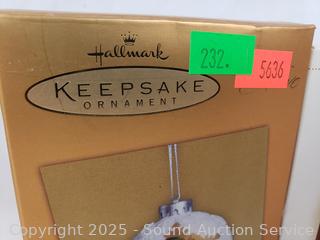 Hallmark
232.
5636
KEEPSAKE
ORNAMENT
Copyright 2025 - Sound Auction Service